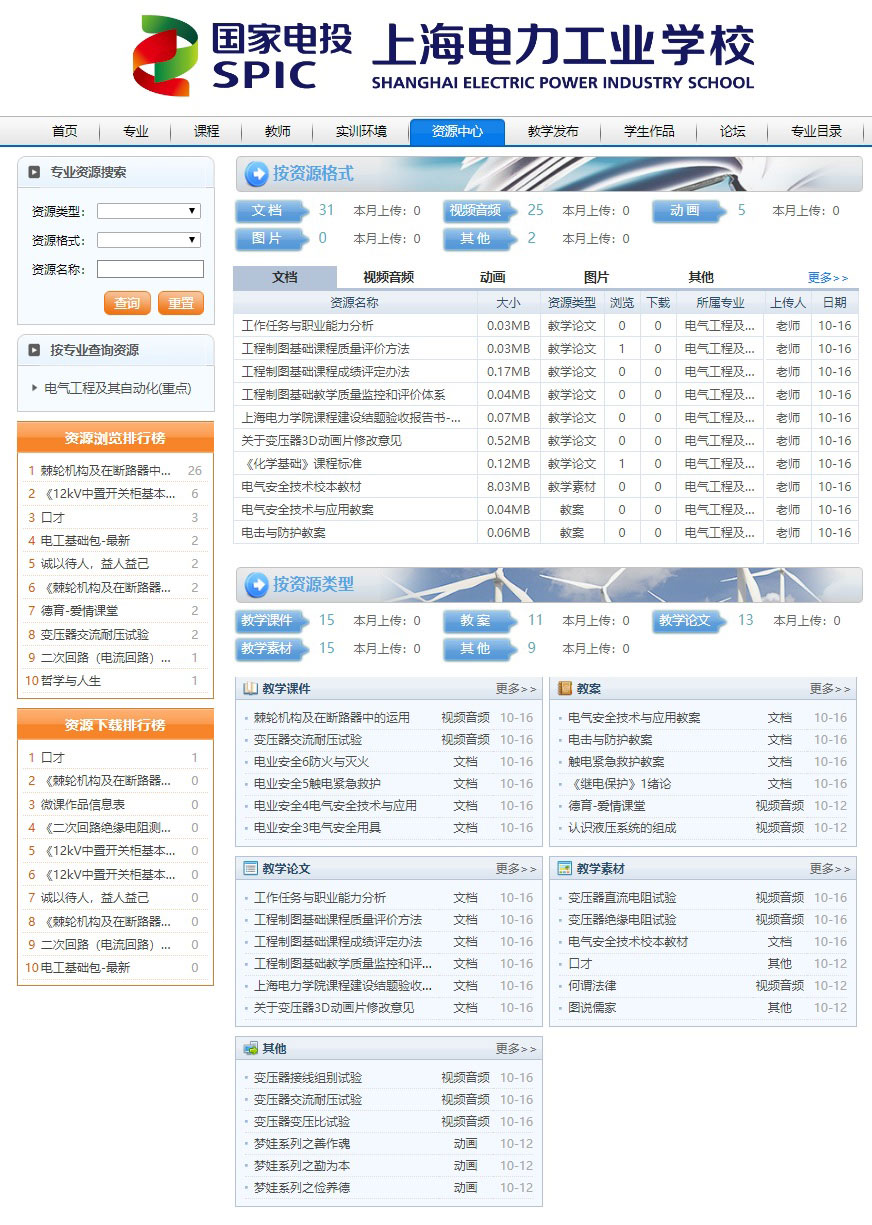 国家电投
SPIC
上海电力工业学校
SHANGHAI ELECTRIC POWER INDUSTRY SCHOOL
首页 专业 课程 教师 实训环境 资源中心 教学发布 学生作品 论坛 专业目录
专业资源搜索
资源类型:
资源格式:
资源名称:
查询 重置
按专业查询资源
电气工程及其自动化(重点)
资源浏览排行榜
1 棘轮机构及在断路器中... 26
2 《12kV中置开关柜基本... 6
3 口才 3
4 电工基础包-最新 2
5 诚以待人，益人益己 2
6 《棘轮机构及在断路器... 2
7 德育-爱情课堂 2
8 变压器交流耐压试验 2
9 二次回路（电流回路）... 1
10 哲学与人生 1
资源下载排行榜
1 口才 1
2 《棘轮机构及在断路器... 0
3 微课作品信息表 0
4 《二次回路绝缘电阻测... 0
5 《12kV中置开关柜基本... 0
6 《12kV中置开关柜基本... 0
7 诚以待人，益人益己 0
8 《棘轮机构及在断路器... 0
9 二次回路（电流回路）... 0
10 电工基础包-最新 0
按资源格式
文档 31 本月上传：0 视频音频 25 本月上传：0 动画 5 本月上传：0
图片 0 本月上传：0 其他 2 本月上传：0
文档 视频音频 动画 图片 其他 更多>>
资源名称 大小 资源类型 浏览 下载 所属专业 上传人 日期
工作任务与职业能力分析 0.03MB 教学论文 0 0 电气工程及... 老师 10-16
工程制图基础课程质量评价方法 0.03MB 教学论文 1 0 电气工程及... 老师 10-16
工程制图基础课程成绩评定办法 0.17MB 教学论文 0 0 电气工程及... 老师 10-16
工程制图基础教学质量监控和评价体系 0.04MB 教学论文 0 0 电气工程及... 老师 10-16
上海电力学院课程建设结题验收报告书-... 0.07MB 教学论文 0 0 电气工程及... 老师 10-16
关于变压器3D动画片修改意见 0.52MB 教学论文 0 0 电气工程及... 老师 10-16
《化学基础》课程标准 0.12MB 教学论文 1 0 电气工程及... 老师 10-16
电气安全技术校本教材 8.03MB 教学素材 0 0 电气工程及... 老师 10-16
电气安全技术与应用教案 0.04MB 教案 0 0 电气工程及... 老师 10-16
电击与防护教案 0.06MB 教案 0 0 电气工程及... 老师 10-16
按资源类型
教学课件 15 本月上传：0 教案 11 本月上传：0 教学论文 13 本月上传：0
教学素材 15 本月上传：0 其他 9 本月上传：0
教学课件 更多>>
棘轮机构及在断路器中的运用 视频音频 10-16
变压器交流耐压试验 视频音频 10-16
电业安全6防火与灭火 文档 10-16
电业安全5触电紧急救护 文档 10-16
电业安全4电气安全技术与应用 文档 10-16
电业安全3电气安全用具 文档 10-16
教案 更多>>
电气安全技术与应用教案 文档 10-16
电击与防护教案 文档 10-16
触电紧急救护教案 文档 10-16
《继电保护》1绪论 文档 10-16
德育-爱情课堂 视频音频 10-12
认识液压系统的组成 视频音频 10-12
教学论文 更多>>
工作任务与职业能力分析 文档 10-16
工程制图基础课程质量评价方法 文档 10-16
工程制图基础课程成绩评定办法 文档 10-16
工程制图基础教学质量监控和评... 文档 10-16
上海电力学院课程建设结题验收... 文档 10-16
关于变压器3D动画片修改意见 文档 10-16
教学素材 更多>>
变压器直流电阻试验 视频音频 10-16
变压器绝缘电阻试验 视频音频 10-16
电气安全技术校本教材 文档 10-16
口才 其他 10-12
何谓法律 视频音频 10-12
图说儒家 其他 10-12
其他 更多>>
变压器接线组别试验 视频音频 10-16
变压器交流耐压试验 视频音频 10-16
变压器变压比试验 视频音频 10-16
梦娃系列之善作魂 动画 10-12
梦娃系列之勤为本 动画 10-12
梦娃系列之俭养德 动画 10-12